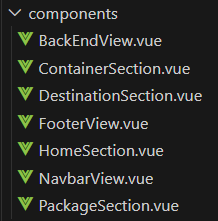 components
BackEndView.vue
ContainerSection.vue
DestinationSection.vue
FooterView.vue
HomeSection.vue
NavbarView.vue
PackageSection.vue